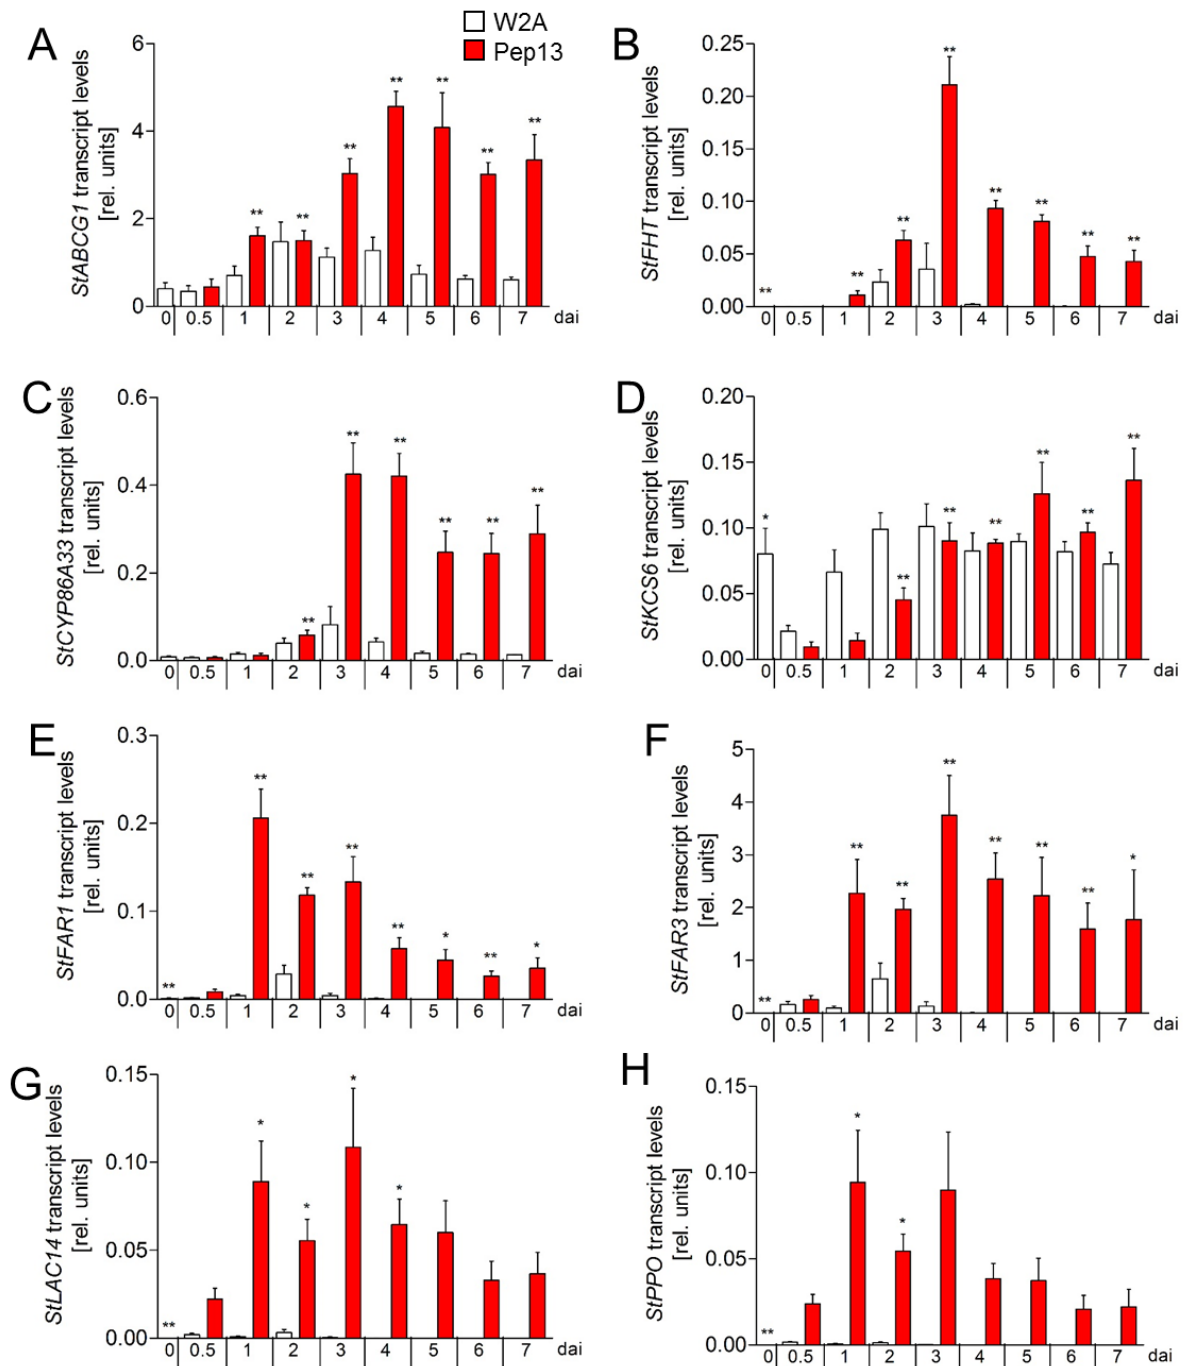 W2A
Pep13
A
StABCG1 transcript levels
[rel. units]
6
4
2
0
** ** ** ** ** ** **
0 0.5 1 2 3 4 5 6 7 dai
B
StFHT transcript levels
[rel. units]
0.25
0.20
0.15
0.10
0.05
0.00
** ** ** ** ** ** ** **
0 0.5 1 2 3 4 5 6 7 dai
C
StCYP86A33 transcript levels
[rel. units]
0.6
0.4
0.2
0.0
** ** ** ** ** **
0 0.5 1 2 3 4 5 6 7 dai
D
StKCS6 transcript levels
[rel. units]
0.20
0.15
0.10
0.05
0.00
* ** ** ** ** ** **
0 0.5 1 2 3 4 5 6 7 dai
E
StFAR1 transcript levels
[rel. units]
0.3
0.2
0.1
0.0
** ** ** ** ** * ** *
0 0.5 1 2 3 4 5 6 7 dai
F
StFAR3 transcript levels
[rel. units]
5
4
3
2
1
0
** ** ** ** ** ** ** *
0 0.5 1 2 3 4 5 6 7 dai
G
StLAC14 transcript levels
[rel. units]
0.15
0.10
0.05
0.00
** * * * *
0 0.5 1 2 3 4 5 6 7 dai
H
StPPO transcript levels
[rel. units]
0.15
0.10
0.05
0.00
** * *
0 0.5 1 2 3 4 5 6 7 dai